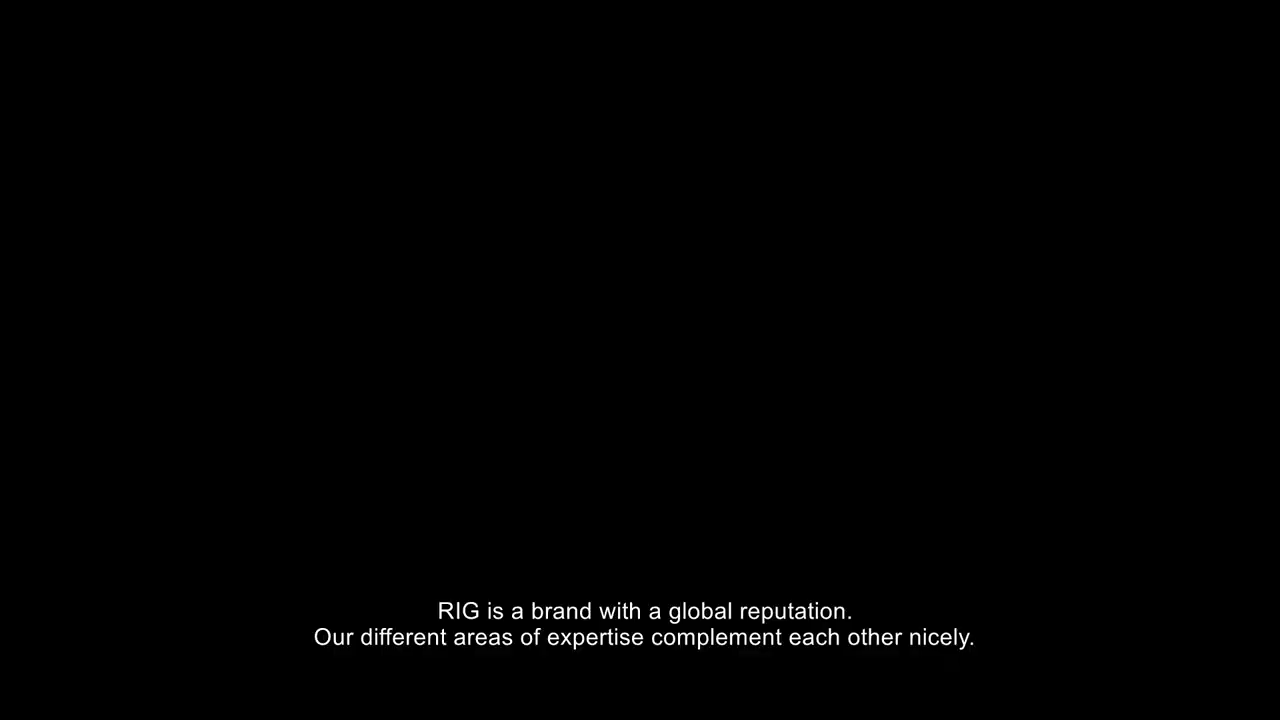 RIG is a brand with a global reputation.
Our different areas of expertise complement each other nicely.